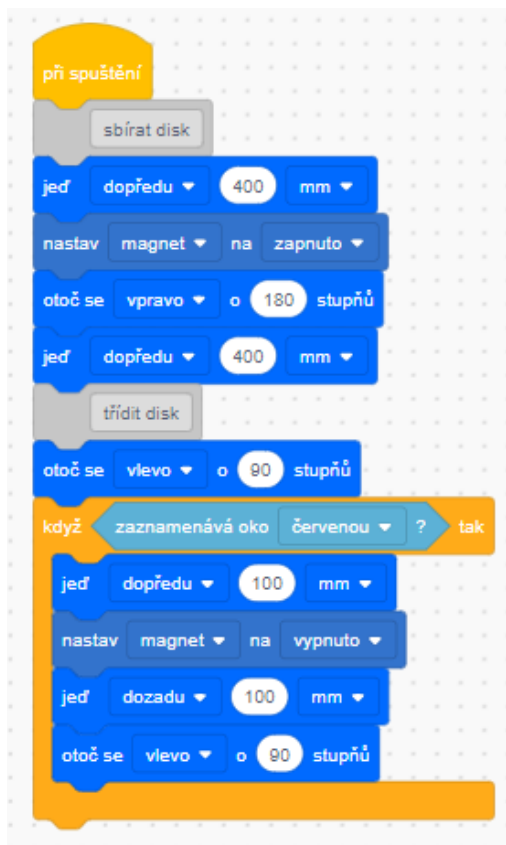 při spuštění
sbírat disk
jeď dopředu 400 mm
nastav magnet na zapnuto
otoč se vpravo o 180 stupňů
jeď dopředu 400 mm
třídit disk
otoč se vlevo o 90 stupňů
když zaznamenává oko červenou ? tak
jeď dopředu 100 mm
nastav magnet na vypnuto
jeď dozadu 100 mm
otoč se vlevo o 90 stupňů